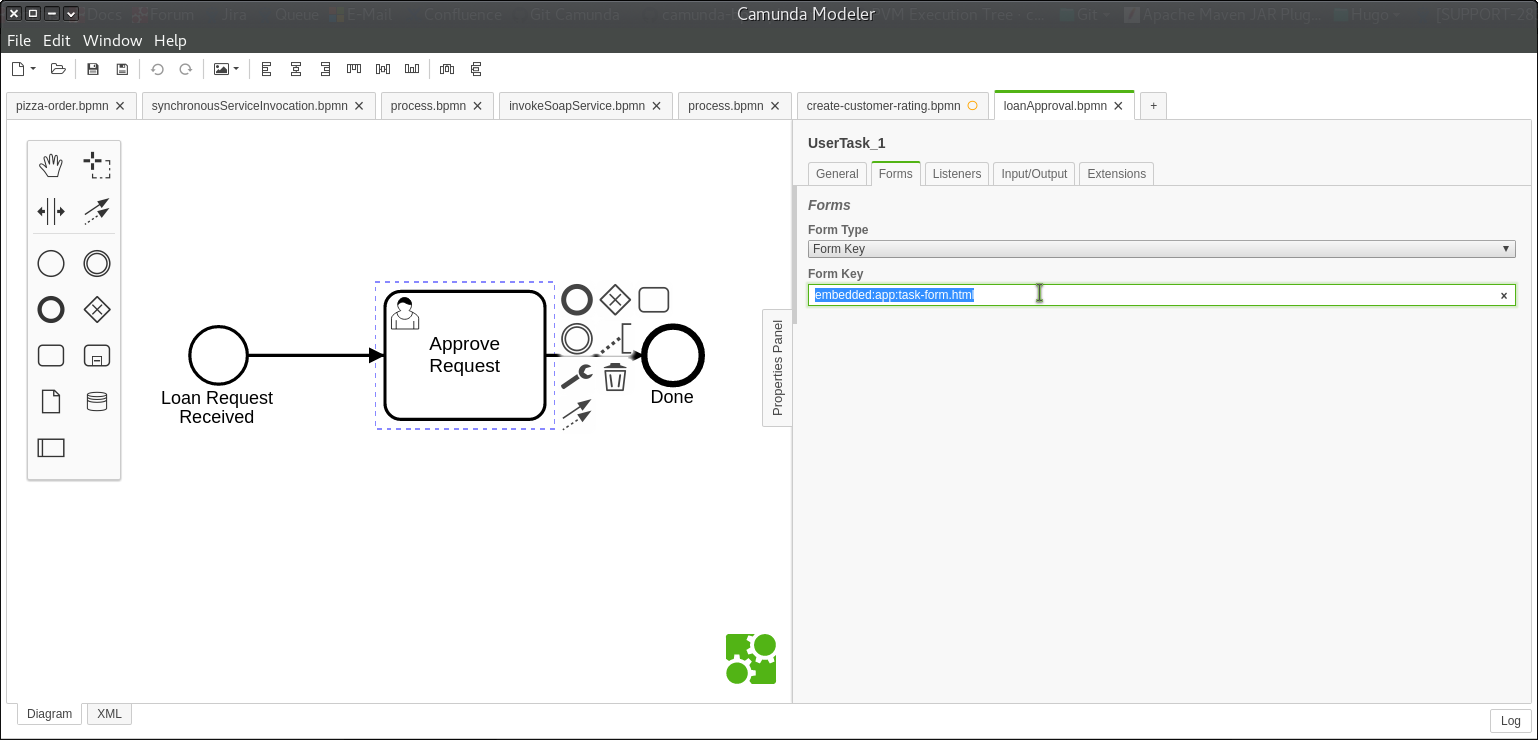 Docs Forum Jira Queue E-Mail Confluence Git Camunda
Camunda Modeler
VM Execution Tree - c... Git Apache Maven JAR Plug... Hugo [SUPPORT-28
File Edit Window Help
pizza-order.bpmn synchronousServiceInvocation.bpmn process.bpmn invokeSoapService.bpmn process.bpmn create-customer-rating.bpmn loanApproval.bpmn +
UserTask_1
General Forms Listeners Input/Output Extensions
Forms
Form Type
Form Key
Form Key
embedded:app:task-form.html
Approve
Request
Loan Request
Received
Done
Properties Panel
Diagram XML
Log